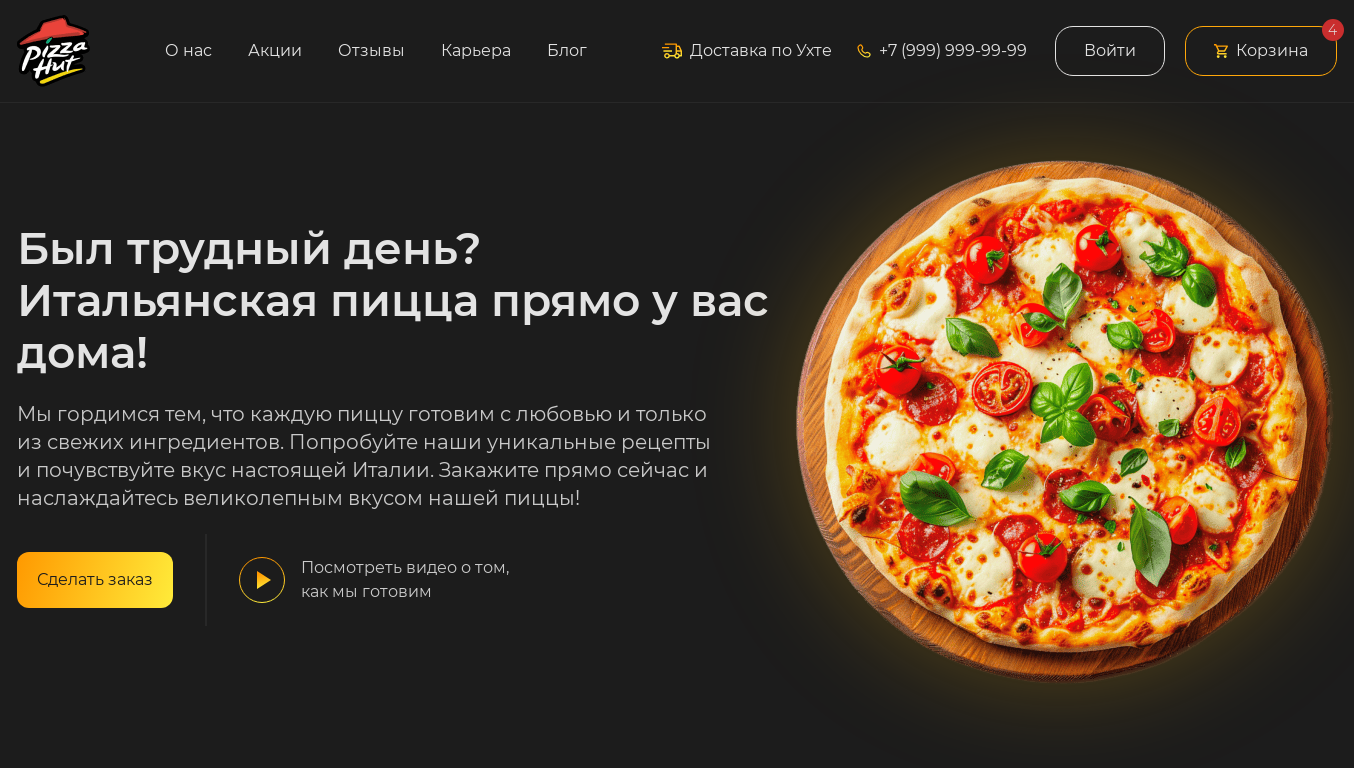 Pizza Hut
О нас
Акции
Отзывы
Карьера
Блог
Доставка по Ухте
+7 (999) 999-99-99
Войти
Корзина
4
Был трудный день?
Итальянская пицца прямо у вас
дома!
Мы гордимся тем, что каждую пиццу готовим с любовью и только
из свежих ингредиентов. Попробуйте наши уникальные рецепты
и почувствуйте вкус настоящей Италии. Закажите прямо сейчас и
наслаждайтесь великолепным вкусом нашей пиццы!
Сделать заказ
Посмотреть видео о том,
как мы готовим